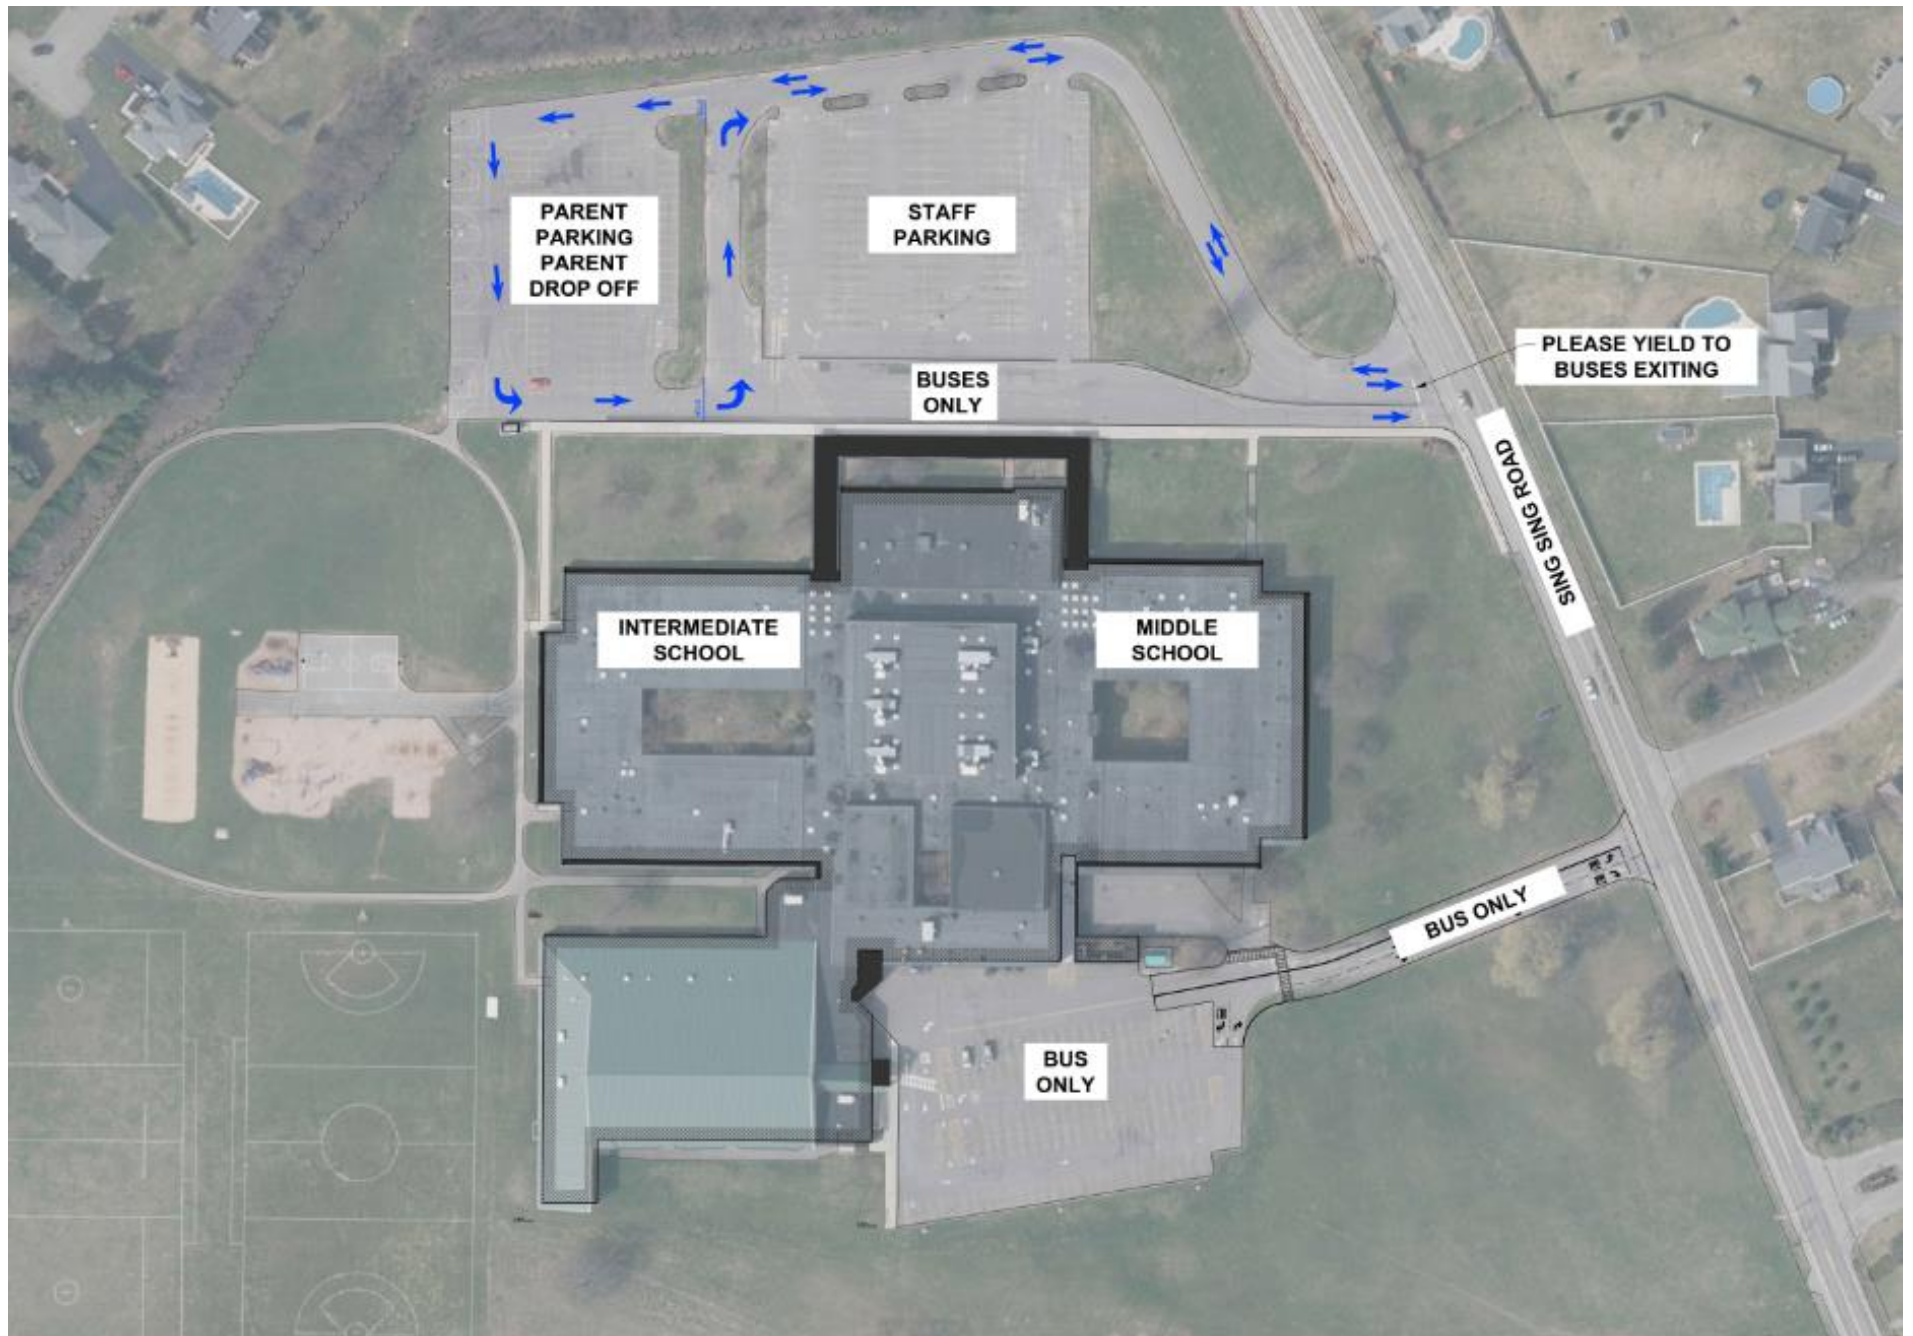 PARENT
PARKING
PARENT
DROP OFF
STAFF
PARKING
BUSES
ONLY
PLEASE YIELD TO
BUSES EXITING
SING SING ROAD
INTERMEDIATE
SCHOOL
MIDDLE
SCHOOL
BUS ONLY
BUS
ONLY